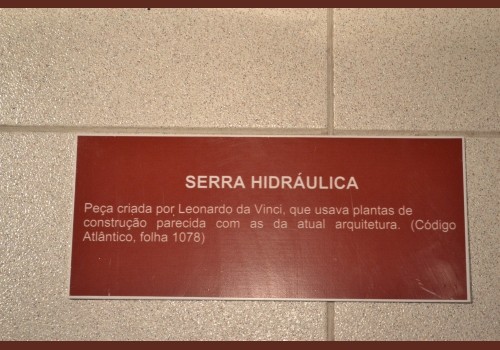 SERRA HIDRÁULICA
Peça criada por Leonardo da Vinci, que usava plantas de
construção parecida com as da atual arquitetura. (Código
Atlântico, folha 1078)